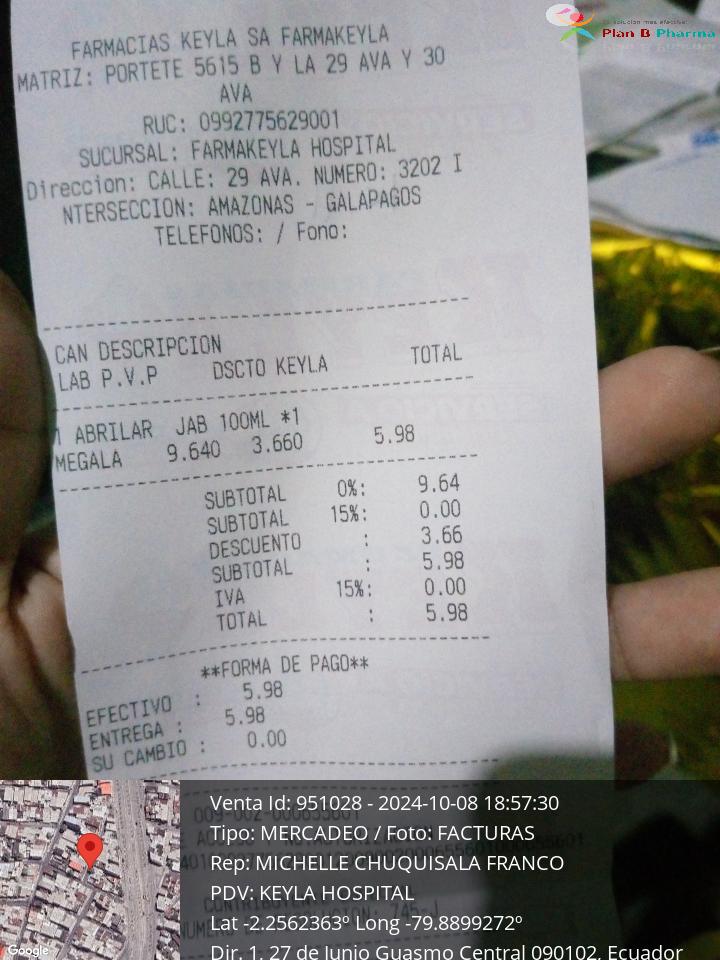 La solución más efectiva
Plan B Pharma
FARMACIAS KEYLA SA FARMAKEYLA
MATRIZ: PORTETE 5615 B Y LA 29 AVA Y 30
AVA
RUC: 0992775629001
SUCURSAL: FARMAKEYLA HOSPITAL
Direccion: CALLE: 29 AVA. NUMERO: 3202 I
NTERSECCION: AMAZONAS - GALAPAGOS
TELEFONOS: / Fono:
CAN DESCRIPCION
LAB P.V.P DSCTO KEYLA TOTAL
1 ABRILAR JAB 100ML *1
MEGALA 9.640 3.660 5.98
SUBTOTAL 0%: 9.64
SUBTOTAL 15%: 0.00
DESCUENTO : 3.66
SUBTOTAL : 5.98
IVA 15%: 0.00
TOTAL : 5.98
**FORMA DE PAGO**
EFECTIVO : 5.98
ENTREGA : 5.98
SU CAMBIO : 0.00
Venta Id: 951028 - 2024-10-08 18:57:30
Tipo: MERCADEO / Foto: FACTURAS
Rep: MICHELLE CHUQUISALA FRANCO
PDV: KEYLA HOSPITAL
Lat -2.2562363º Long -79.8899272º
Dir. 1, 27 de Junio Guasmo Central 090102, Ecuador
Google